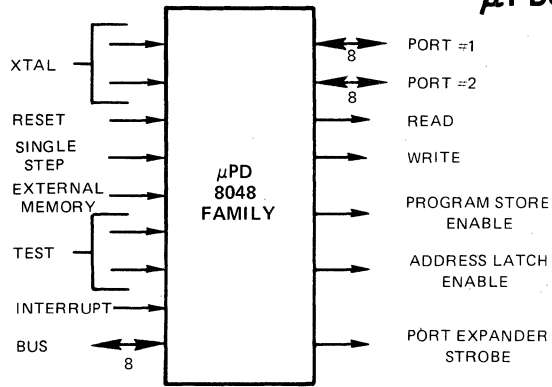 XTAL
RESET
SINGLE
STEP
EXTERNAL
MEMORY
TEST
INTERRUPT
BUS
8
μPD
8048
FAMILY
8
PORT #1
8
PORT #2
READ
WRITE
PROGRAM STORE
ENABLE
ADDRESS LATCH
ENABLE
PORT EXPANDER
STROBE